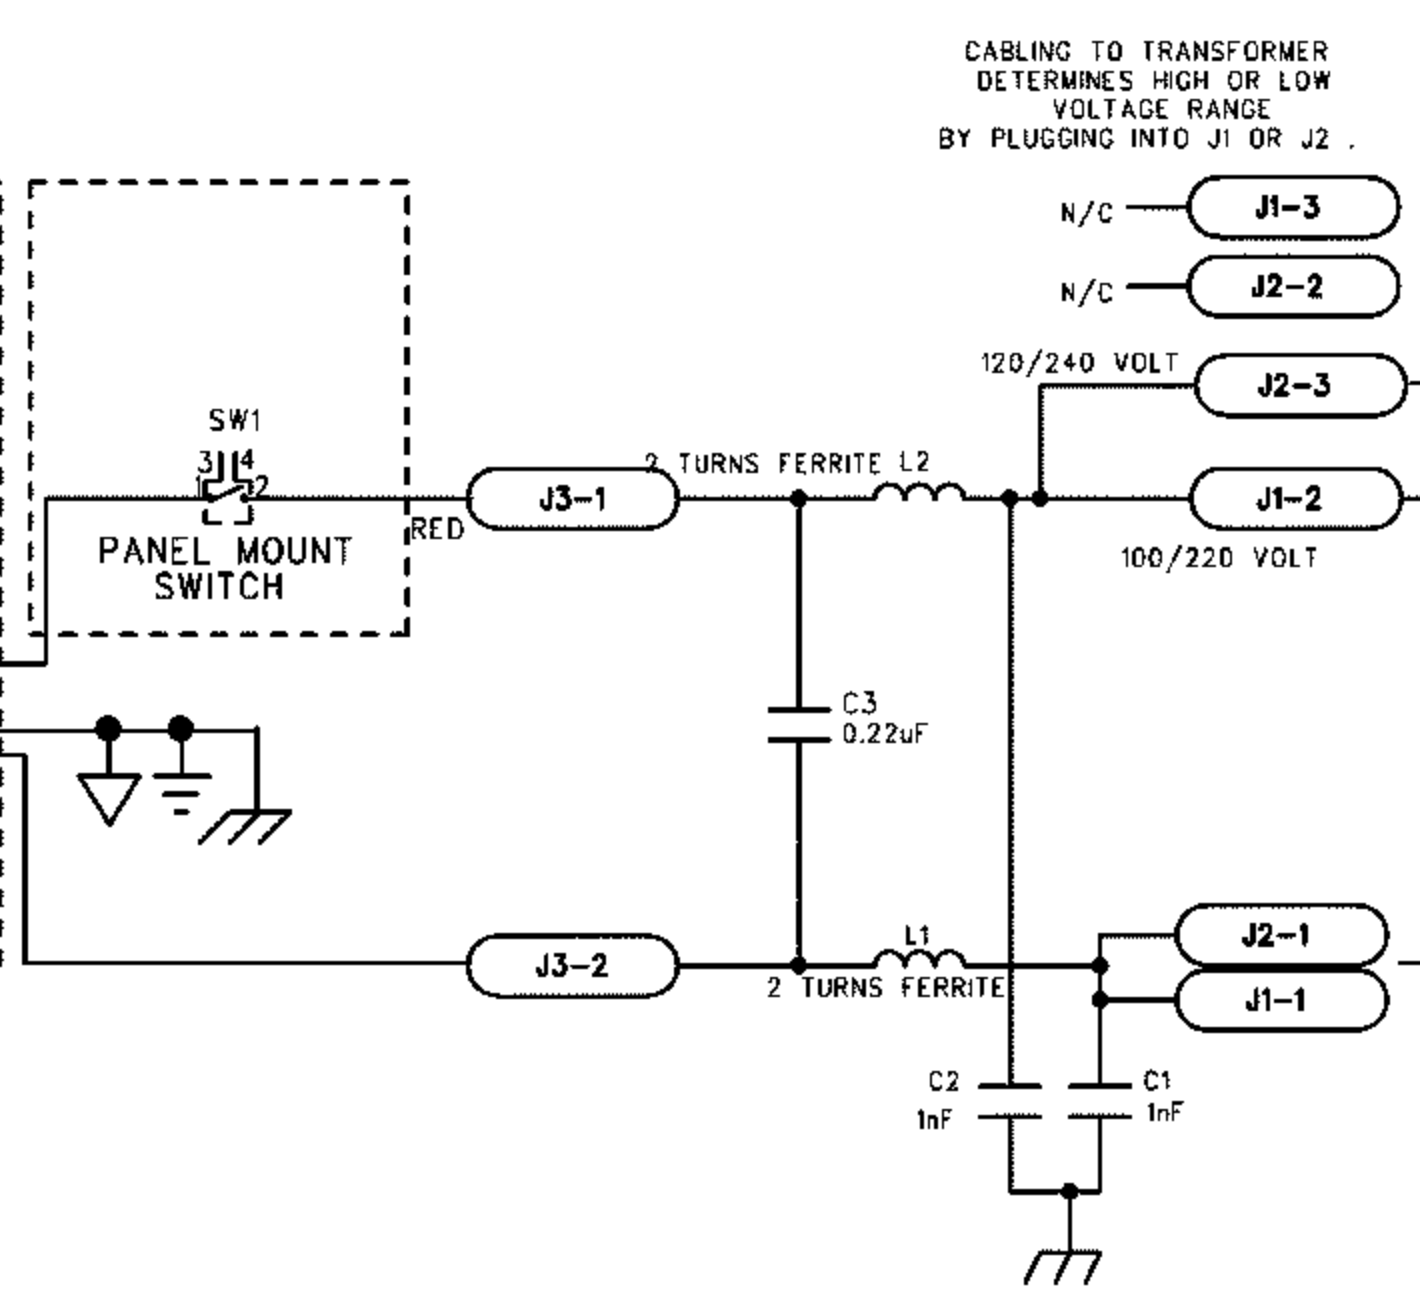 CABLING TO TRANSFORMER
DETERMINES HIGH OR LOW
VOLTAGE RANGE
BY PLUGGING INTO J1 OR J2 .
N/C
J1-3
N/C
J2-2
120/240 VOLT
J2-3
SW1
3 4
1 2
2 TURNS FERRITE L2
J3-1
J1-2
RED
PANEL MOUNT
SWITCH
100/220 VOLT
C3
0.22uF
L1
J2-1
J3-2
2 TURNS FERRITE
J1-1
C2
C1
1nF
1nF